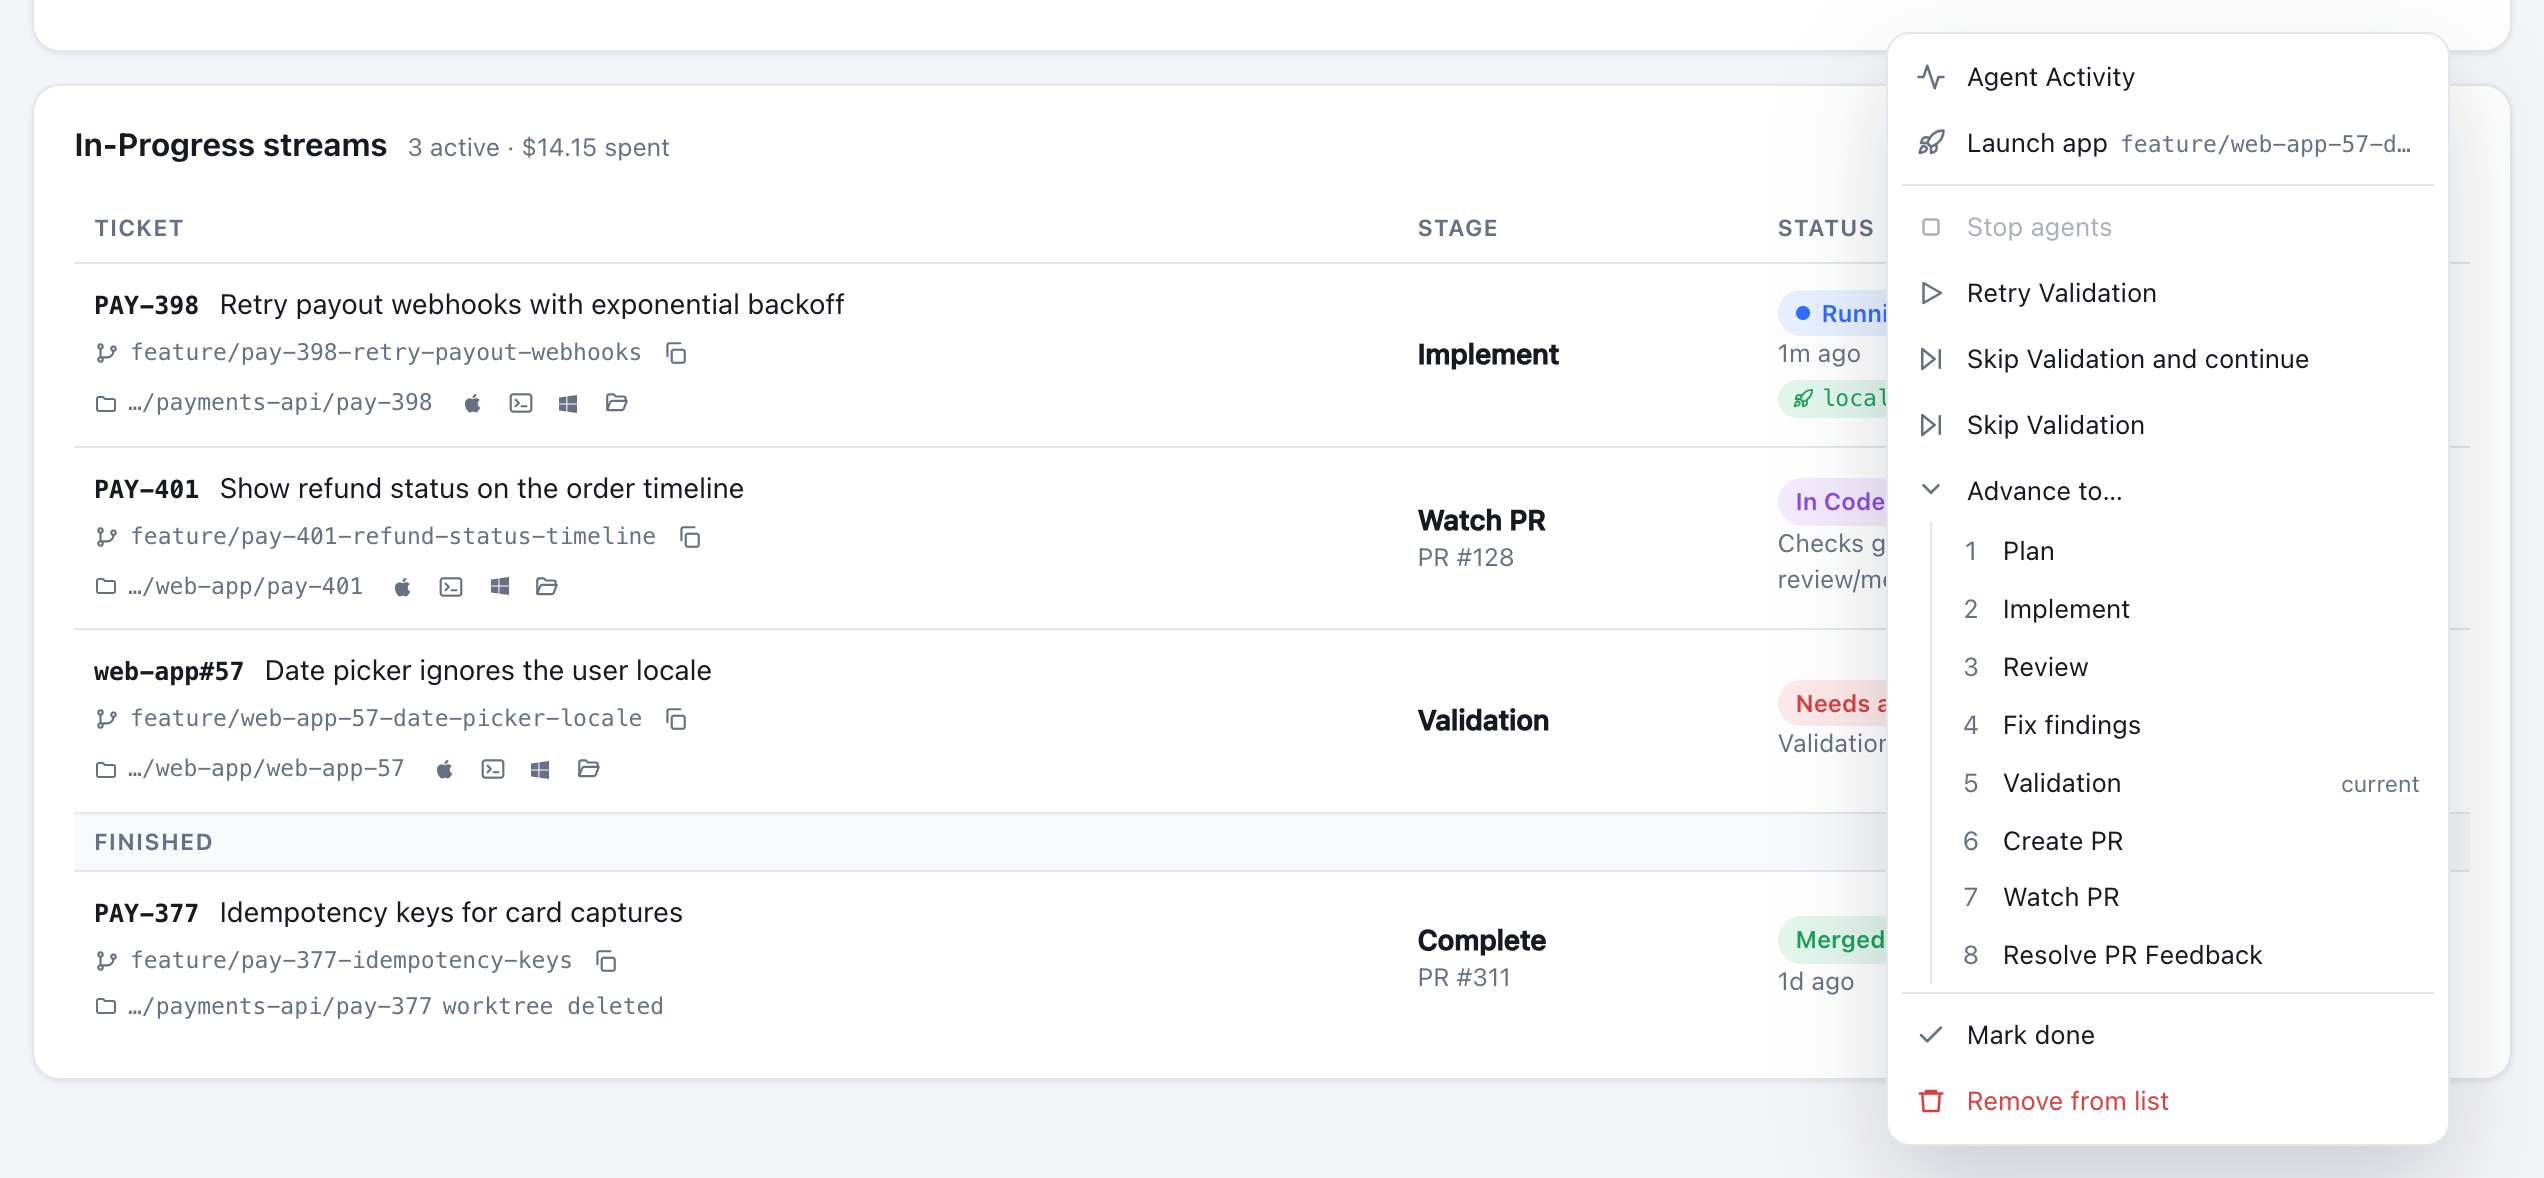 In-Progress streams 3 active · $14.15 spent
TICKET STAGE STATUS
PAY-398 Retry payout webhooks with exponential backoff
feature/pay-398-retry-payout-webhooks
…/payments-api/pay-398
Implement
1m ago
PAY-401 Show refund status on the order timeline
feature/pay-401-refund-status-timeline
…/web-app/pay-401
Watch PR
PR #128
In Code
Checks
web-app#57 Date picker ignores the user locale
feature/web-app-57-date-picker-locale
…/web-app/web-app-57
Validation
Needs
FINISHED
PAY-377 Idempotency keys for card captures
feature/pay-377-idempotency-keys
…/payments-api/pay-377 worktree deleted
Complete
PR #311
Merged
1d ago
Agent Activity
Launch app feature/web-app-57-d…
Stop agents
Retry Validation
Skip Validation and continue
Skip Validation
Advance to…
1 Plan
2 Implement
3 Review
4 Fix findings
5 Validation current
6 Create PR
7 Watch PR
8 Resolve PR Feedback
Mark done
Remove from list